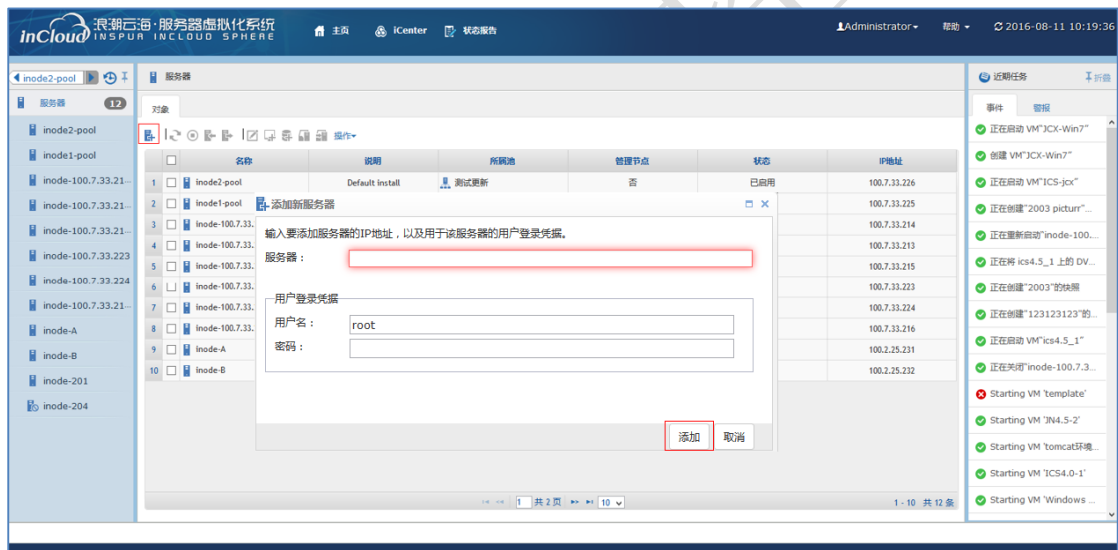 inCloud 浪潮云海·服务器虚拟化系统 INSPUR INCLOUD SPHERE
主页 iCenter 状态报告
Administrator 帮助 2016-08-11 10:19:36
inode2-pool
服务器 12
inode2-pool
inode1-pool
inode-100.7.33.21...
inode-100.7.33.21...
inode-100.7.33.21...
inode-100.7.33.223
inode-100.7.33.224
inode-100.7.33.21...
inode-A
inode-B
inode-201
inode-204
服务器
对象
操作
名称 说明 所属池 管理节点 状态 IP地址
1 inode2-pool Default install 测试更新 否 已启用 100.7.33.226
2 inode1-pool 100.7.33.225
3 inode-100.7.33. 100.7.33.214
4 inode-100.7.33. 100.7.33.213
5 inode-100.7.33. 100.7.33.215
6 inode-100.7.33. 100.7.33.223
7 inode-100.7.33. 100.7.33.224
8 inode-100.7.33. 100.7.33.216
9 inode-A 100.2.25.231
10 inode-B 100.2.25.232
添加新服务器
输入要添加服务器的IP地址，以及用于该服务器的用户登录凭据。
服务器：
用户登录凭据
用户名： root
密码：
添加 取消
1 共 2 页 10
1 - 10 共 12 条
近期任务 折叠
事件 警报
正在启动 VM"JCX-Win7"
创建 VM"JCX-Win7"
正在启动 VM"ICS-jcx"
正在创建"2003 picturr"...
正在重新启动"inode-100....
正在将 ics4.5_1 上的 DV...
正在创建"2003"的快照
正在创建"123123123"的...
正在启动 VM"ics4.5_1"
正在关闭"inode-100.7.3...
Starting VM 'template'
Starting VM 'JN4.5-2'
Starting VM 'tomcat环境...
Starting VM 'ICS4.0-1'
Starting VM 'Windows ...